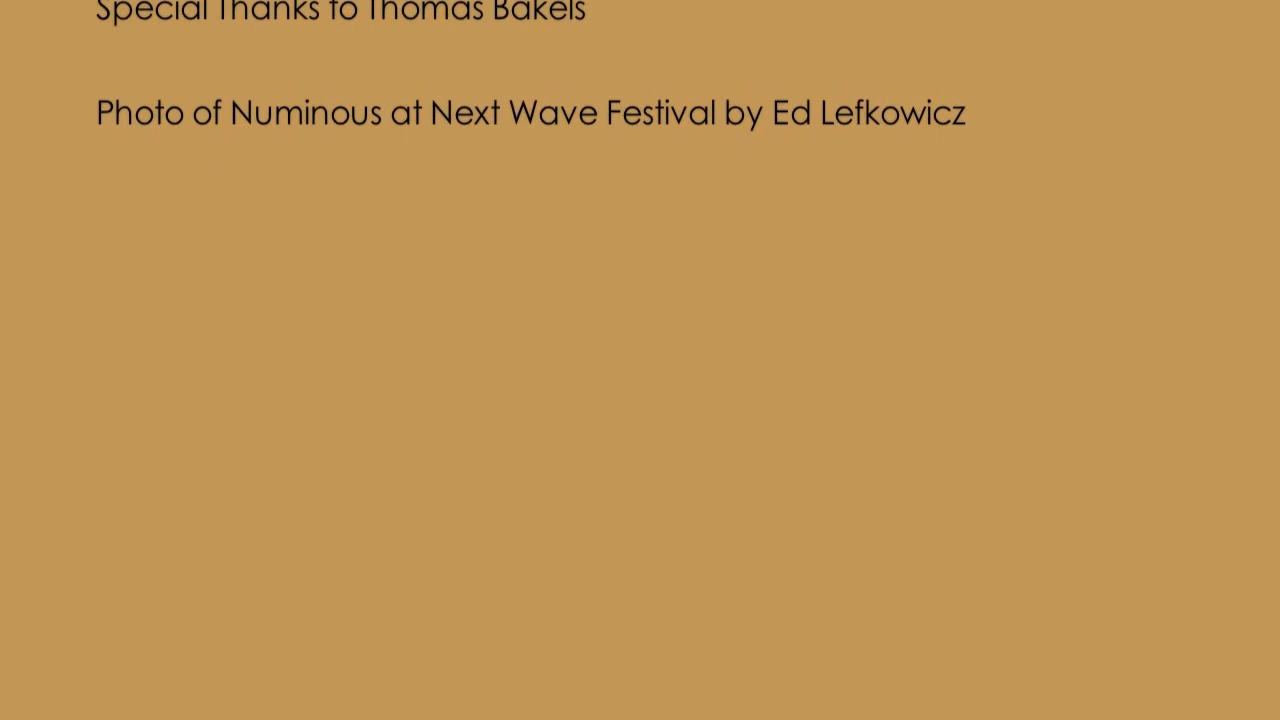 Special Thanks to Thomas Bakels
Photo of Numinous at Next Wave Festival by Ed Lefkowicz